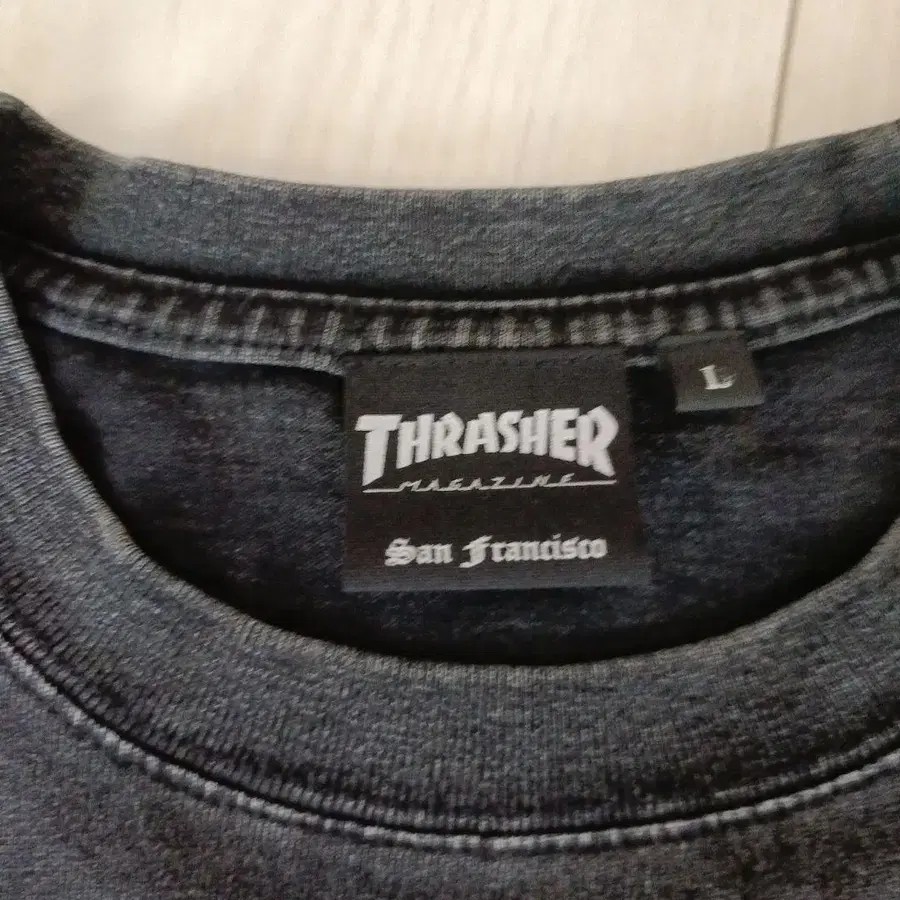 THRASHER
MAGAZINE
San Francisco
L